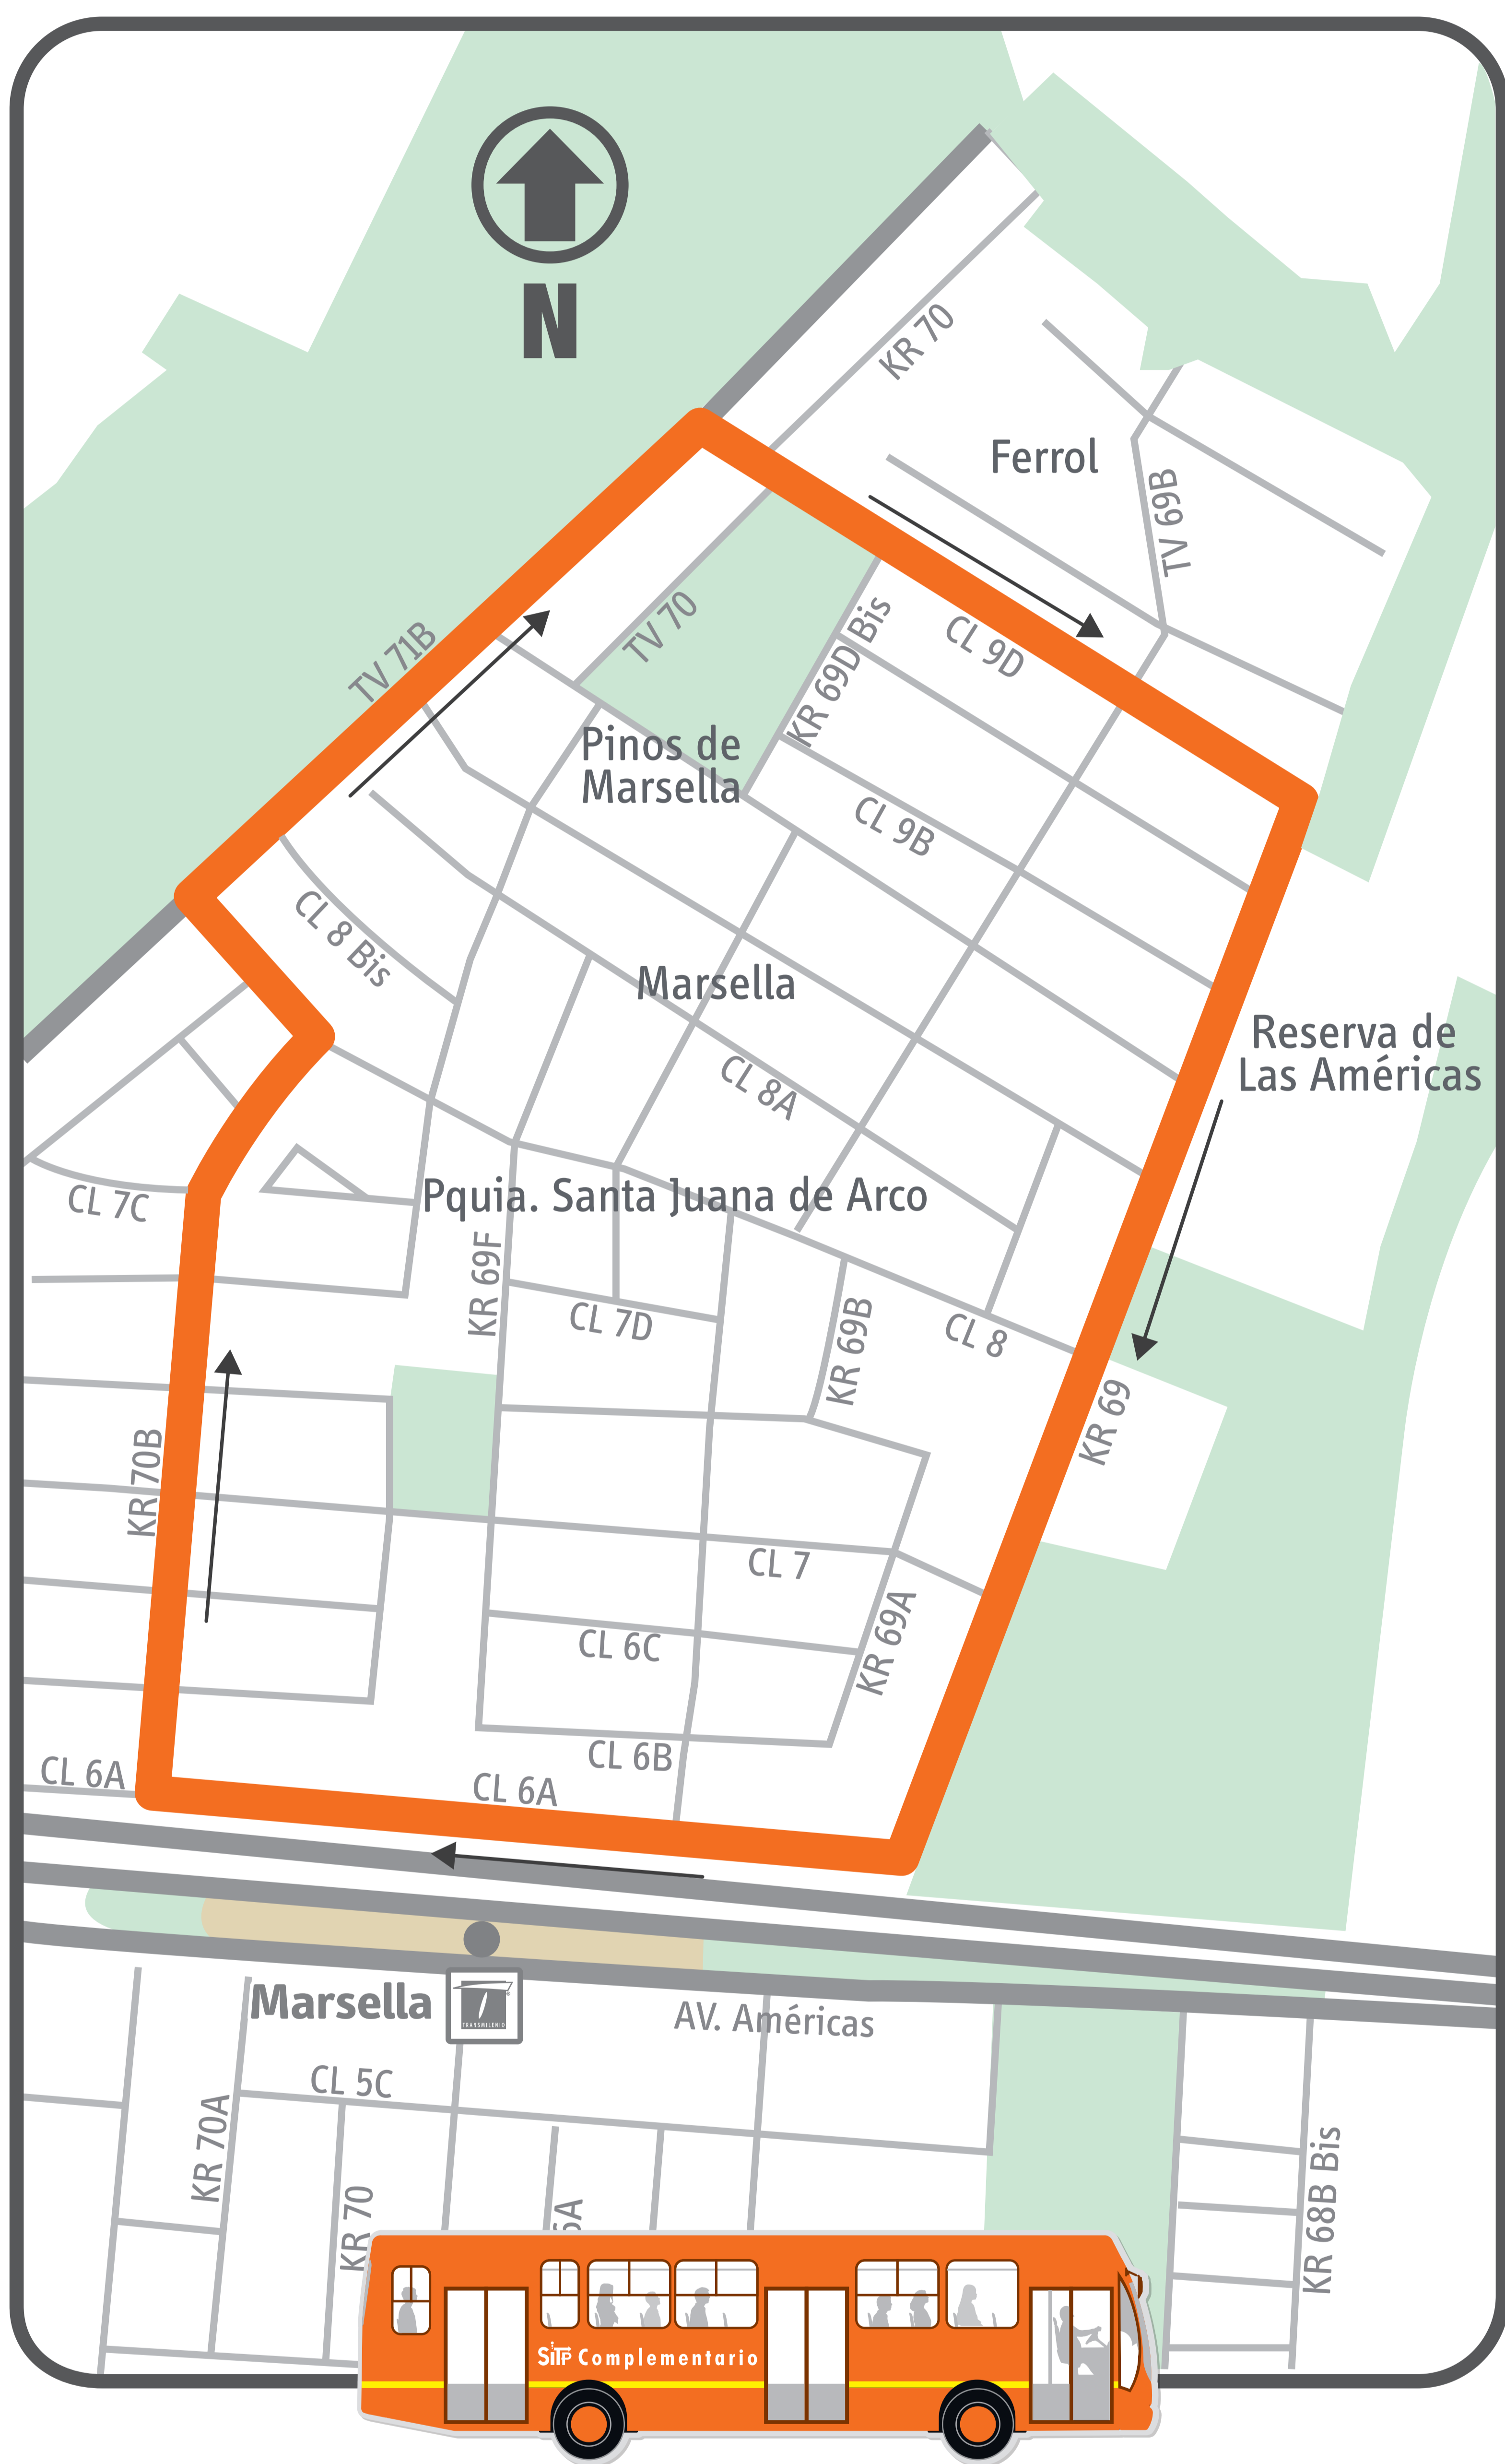 N
KR 70
Ferrol
TV 69B
TV 71B
TV 70
KR 69D Bis
CL 9D
Pinos de
Marsella
CL 9B
CL 8 Bis
Marsella
Reserva de
Las Américas
CL 8A
CL 7C
Pquia. Santa Juana de Arco
KR 69F
CL 7D
KR 69B
CL 8
KR 69
KR 70B
CL 7
CL 6C
KR 69A
CL 6B
CL 6A
CL 6A
Marsella
TRANSMILENIO
AV. Américas
CL 5C
KR 70A
KR 70
KR 68B Bis
SiTP Complementario